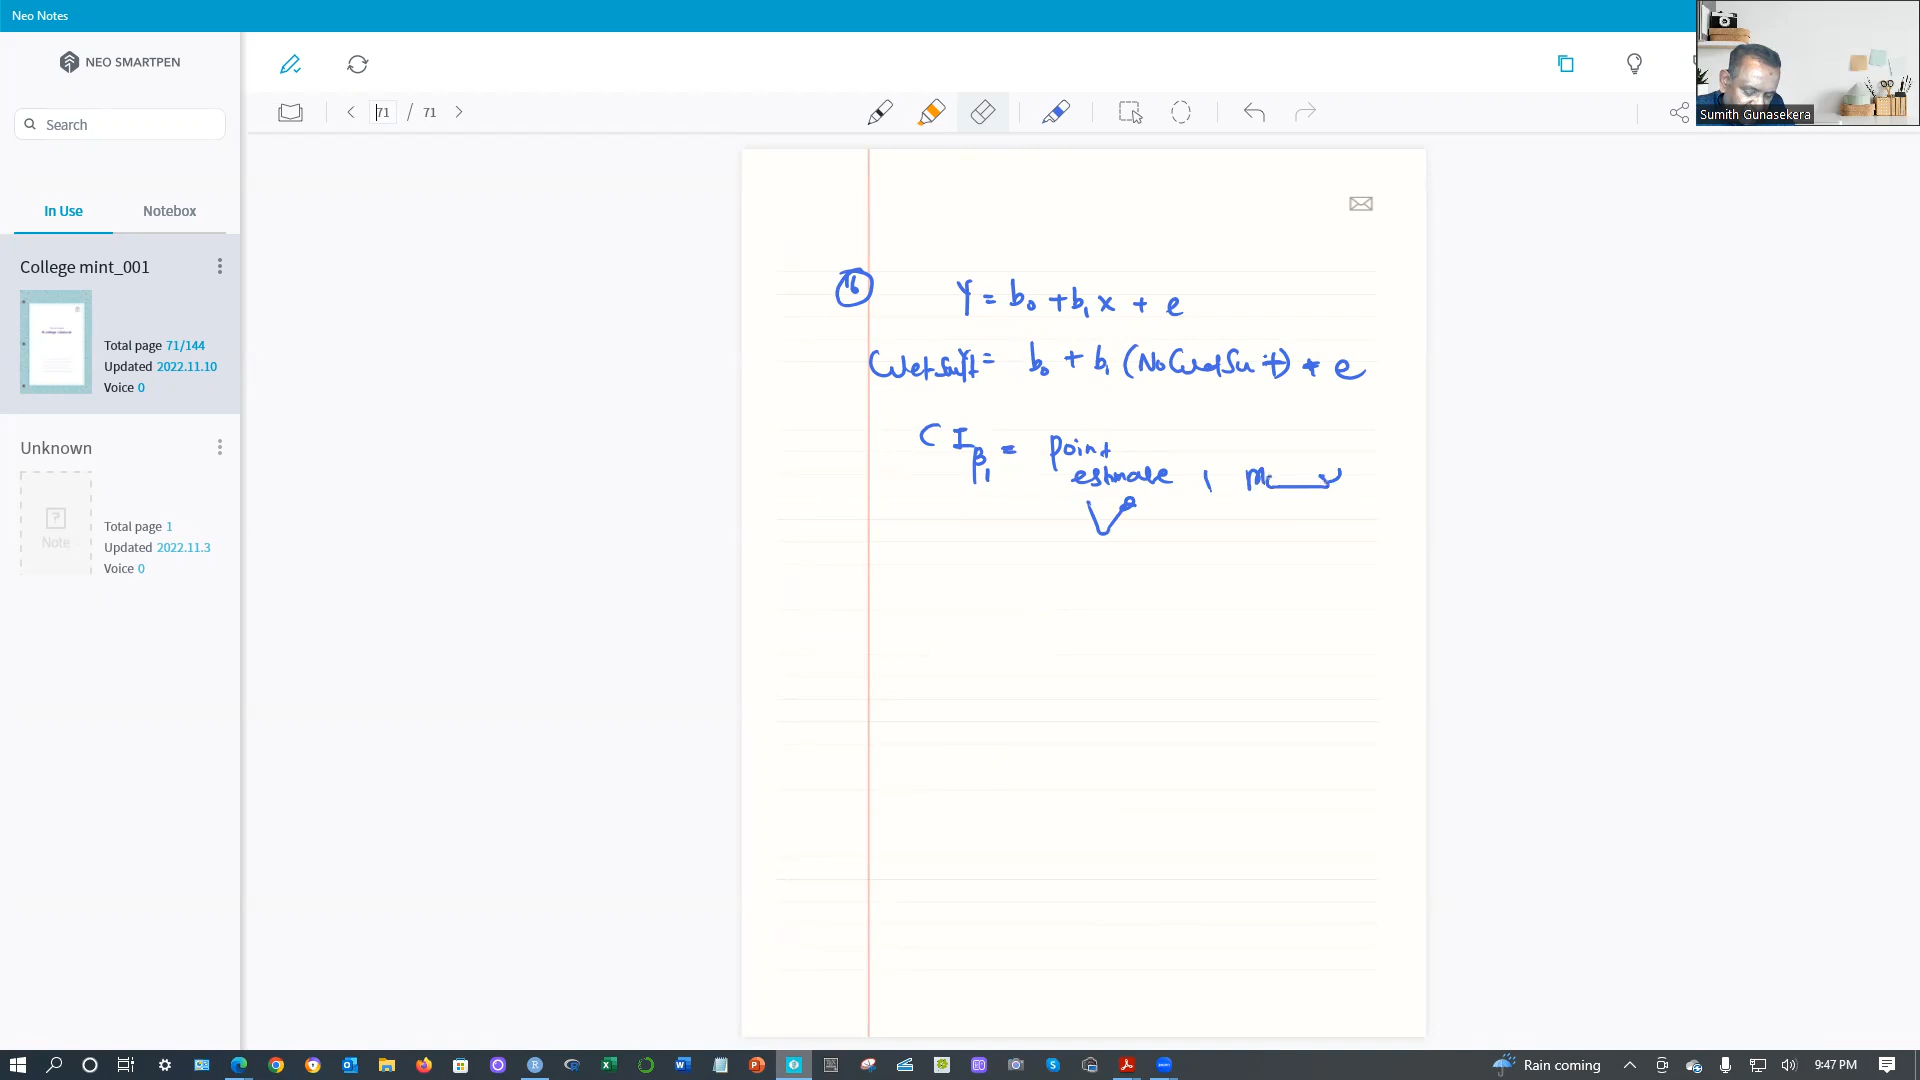 Neo Notes
NEO SMARTPEN
Search
In Use
Notebox
College mint_001
Total page 71/144
Updated 2022.11.10
Voice 0
Unknown
Note
Total page 1
Updated 2022.11.3
Voice 0
71 / 71
Sumith Gunasekera
16
Y = b₀ + b₁ x + e
Wetsuit = b₀ + b₁ (NoWetSuit) + e
CI β₁ = point
estimate
Rain coming
9:47 PM